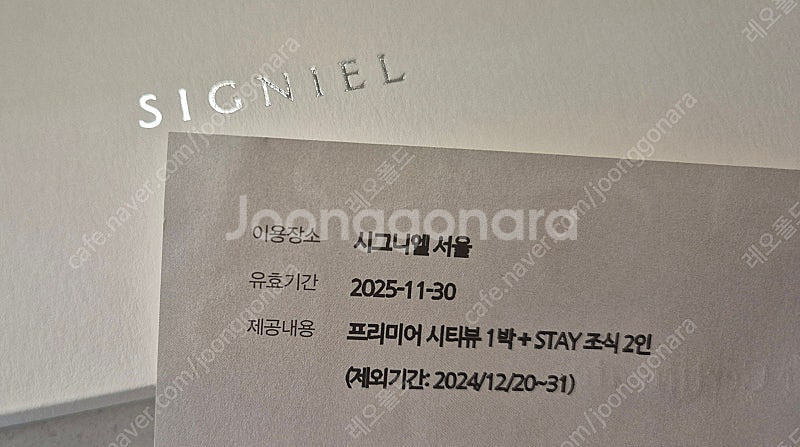 SIGNIEL
Joonggonara
이용장소 시그니엘 서울
유효기간 2025-11-30
제공내용 프리미어 시티뷰 1박 + STAY 조식 2인
(제외기간: 2024/12/20~31)
cafe.naver.com/joonggonara
레오폴드